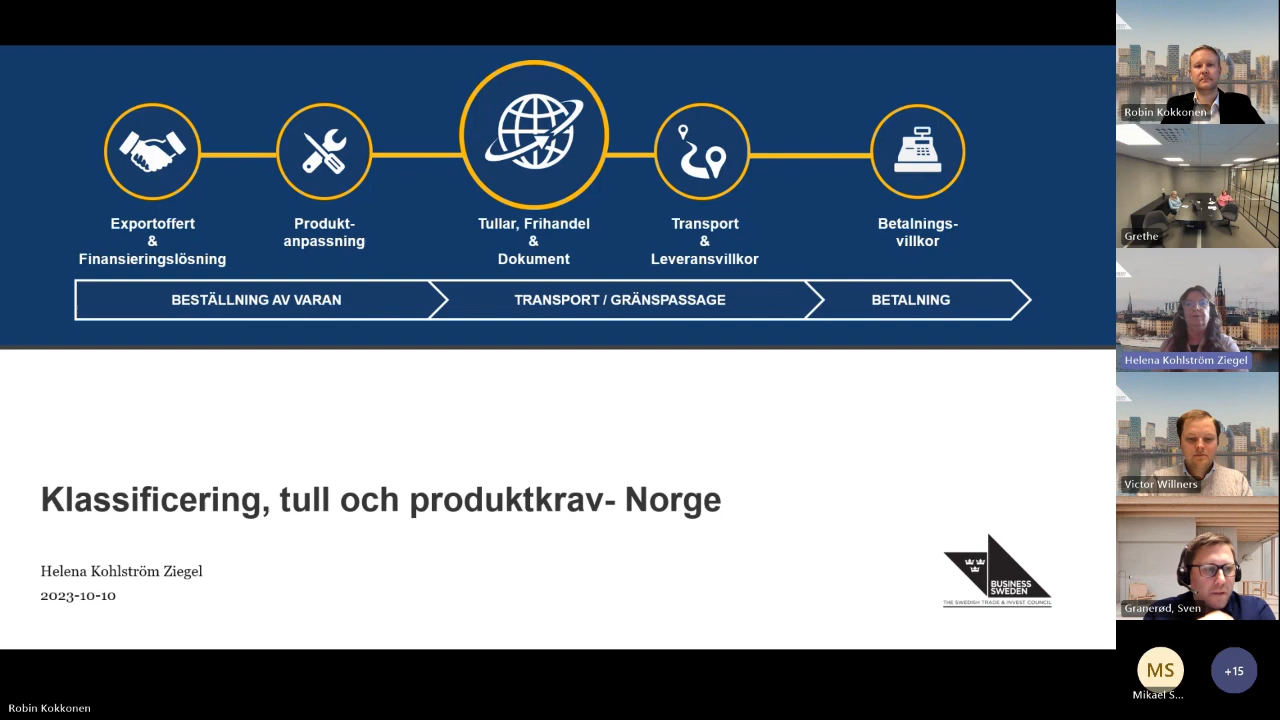 Exportoffert
&
Finansieringslösning
Produkt-
anpassning
Tullar, Frihandel
&
Dokument
Transport
&
Leveransvillkor
Betalnings-
villkor
BESTÄLLNING AV VARAN
TRANSPORT / GRÄNSPASSAGE
BETALNING
Klassificering, tull och produktkrav- Norge
Helena Kohlström Ziegel
2023-10-10
BUSINESS
SWEDEN
THE SWEDISH TRADE & INVEST COUNCIL
Robin Kokkonen
Robin Kokkonen
Grethe
Helena Kohlström Ziegel
Victor Willners
Granerød, Sven
MS
Mikael S...
+15